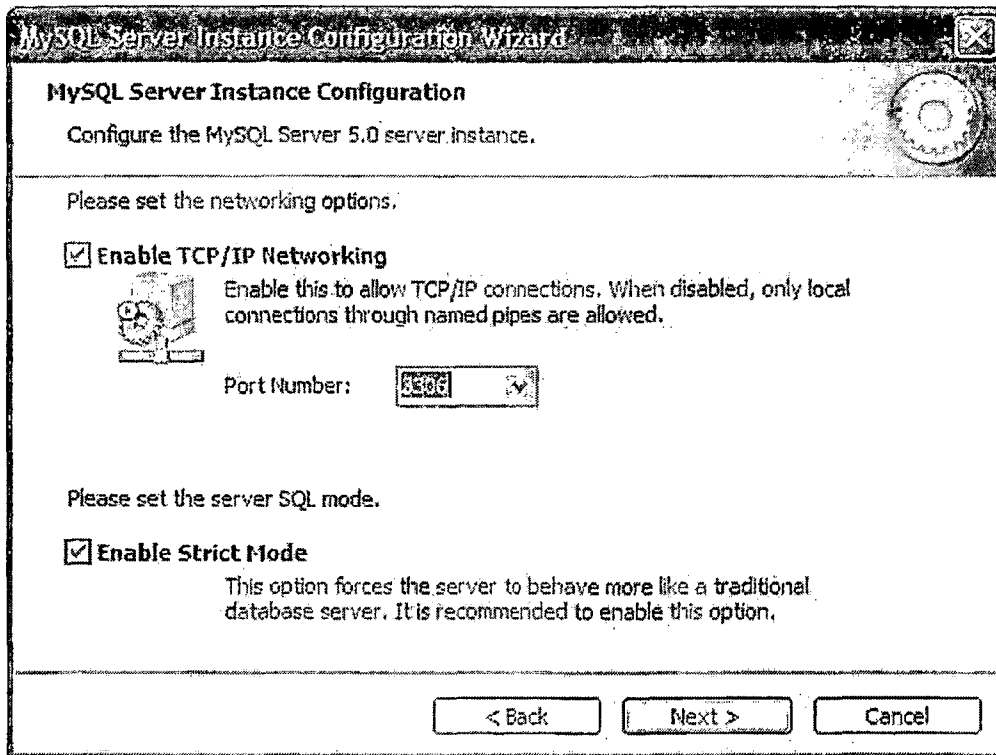 MySQL Server Instance Configuration Wizard
MySQL Server Instance Configuration
Configure the MySQL Server 5.0 server instance.
Please set the networking options.
Enable TCP/IP Networking
Enable this to allow TCP/IP connections. When disabled, only local
connections through named pipes are allowed.
Port Number: 3306
Please set the server SQL mode.
Enable Strict Mode
This option forces the server to behave more like a traditional
database server. It is recommended to enable this option.
< Back
Next >
Cancel